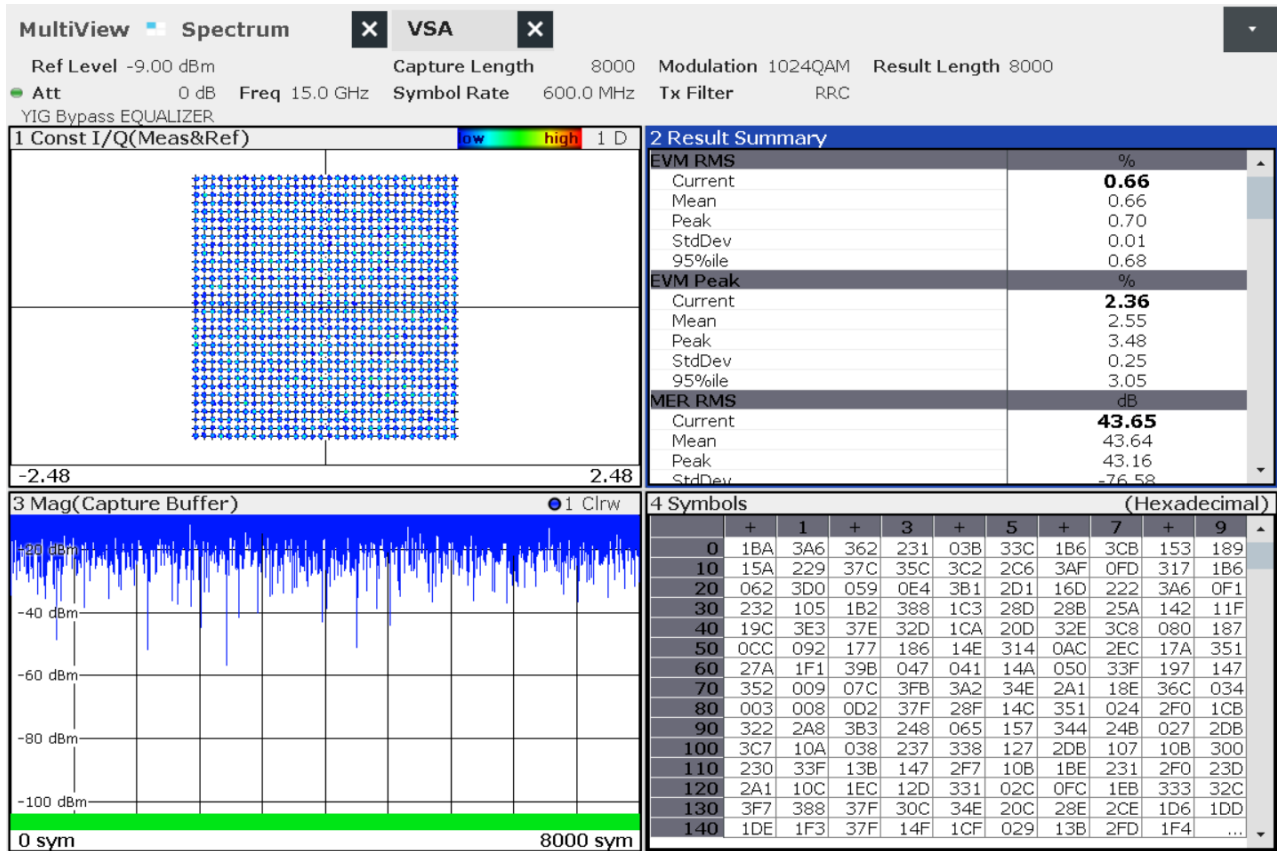 MultiView Spectrum VSA
Ref Level -9.00 dBm Capture Length 8000 Modulation 1024QAM Result Length 8000
Att 0 dB Freq 15.0 GHz Symbol Rate 600.0 MHz Tx Filter RRC
YIG Bypass EQUALIZER
1 Const I/Q(Meas&Ref) low high 1 D
-2.48 2.48
2 Result Summary
EVM RMS %
Current 0.66
Mean 0.66
Peak 0.70
StdDev 0.01
95%ile 0.68
EVM Peak %
Current 2.36
Mean 2.55
Peak 3.48
StdDev 0.25
95%ile 3.05
MER RMS dB
Current 43.65
Mean 43.64
Peak 43.16
StdDev -76.58
3 Mag(Capture Buffer) 1 Clrw
-20 dBm
-40 dBm
-60 dBm
-80 dBm
-100 dBm
0 sym 8000 sym
4 Symbols (Hexadecimal)
+ 1 + 3 + 5 + 7 + 9
0 1BA 3A6 362 231 03B 33C 1B6 3CB 153 189
10 15A 229 37C 35C 3C2 2C6 3AF 0FD 317 1B6
20 062 3D0 059 0E4 3B1 2D1 16D 222 3A6 0F1
30 232 105 1B2 388 1C3 28D 28B 25A 142 11F
40 19C 3E3 37E 32D 1CA 20D 32E 3C8 080 187
50 0CC 092 177 186 14E 314 0AC 2EC 17A 351
60 27A 1F1 39B 047 041 14A 050 33F 197 147
70 352 009 07C 3FB 3A2 34E 2A1 18E 36C 034
80 003 008 0D2 37F 28F 14C 351 024 2F0 1CB
90 322 2A8 3B3 248 065 157 344 24B 027 2DB
100 3C7 10A 038 237 338 127 2DB 107 10B 300
110 230 33F 13B 147 2F7 10B 1BE 231 2F0 23D
120 2A1 10C 1EC 12D 331 02C 0FC 1EB 333 32C
130 3F7 388 37F 30C 34E 20C 28E 2CE 1D6 1DD
140 1DE 1F3 37F 14F 1CF 029 13B 2FD 1F4 ...